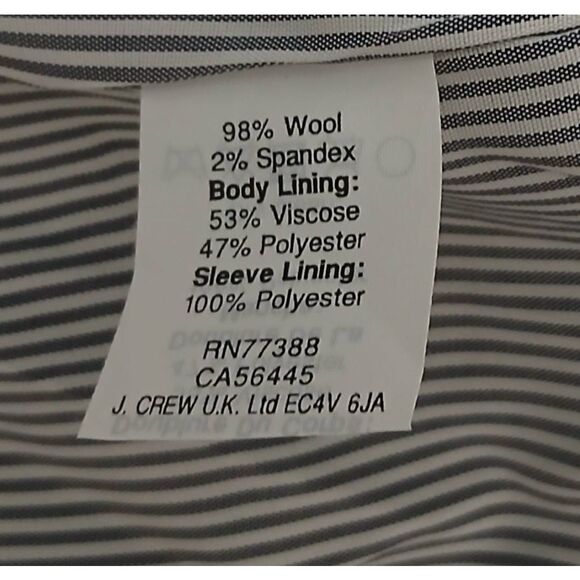 98% Wool
2% Spandex
Body Lining:
53% Viscose
47% Polyester
Sleeve Lining:
100% Polyester
RN77388
CA56445
J. CREW U.K. Ltd EC4V 6JA